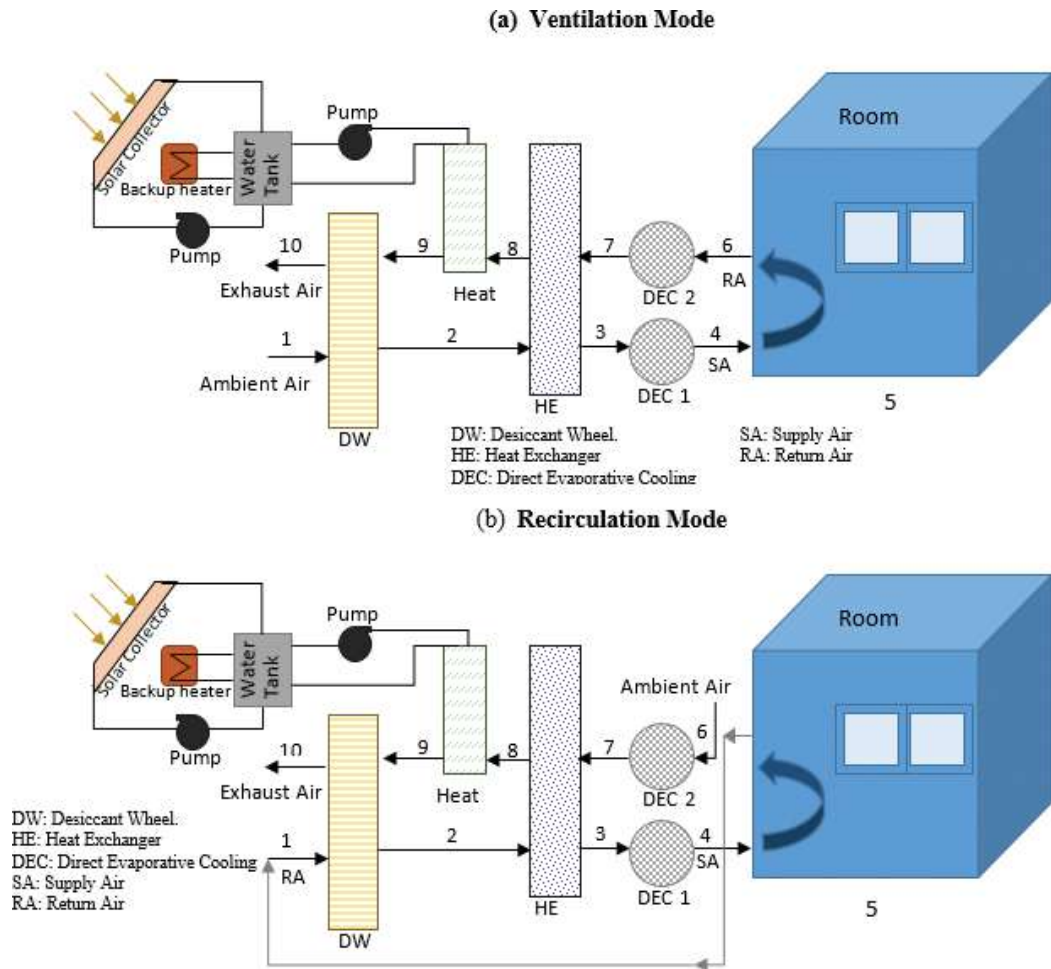 (a) Ventilation Mode
Pump
Solar Collector
Backup heater
Water
Tank
Pump
Room
10
9
8
7
6
Exhaust Air
Heat
DEC 2
RA
1
2
3
4
Ambient Air
SA
DEC 1
HE
DW
5
DW: Desiccant Wheel.
HE: Heat Exchanger
DEC: Direct Evaporative Cooling
SA: Supply Air
RA: Return Air
(b) Recirculation Mode
Pump
Solar Collector
Backup heater
Water
Tank
Pump
Room
Ambient Air
10
9
8
7
6
Exhaust Air
Heat
DEC 2
DW: Desiccant Wheel.
HE: Heat Exchanger
DEC: Direct Evaporative Cooling
SA: Supply Air
RA: Return Air
1
2
3
4
RA
SA
DEC 1
HE
DW
5